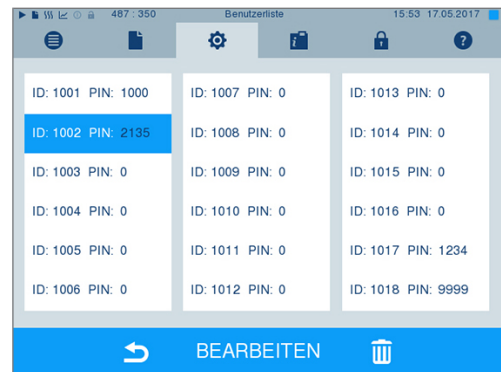 487 : 350 Benutzerliste 15:53 17.05.2017
ID: 1001 PIN: 1000
ID: 1002 PIN: 2135
ID: 1003 PIN: 0
ID: 1004 PIN: 0
ID: 1005 PIN: 0
ID: 1006 PIN: 0
ID: 1007 PIN: 0
ID: 1008 PIN: 0
ID: 1009 PIN: 0
ID: 1010 PIN: 0
ID: 1011 PIN: 0
ID: 1012 PIN: 0
ID: 1013 PIN: 0
ID: 1014 PIN: 0
ID: 1015 PIN: 0
ID: 1016 PIN: 0
ID: 1017 PIN: 1234
ID: 1018 PIN: 9999
BEARBEITEN